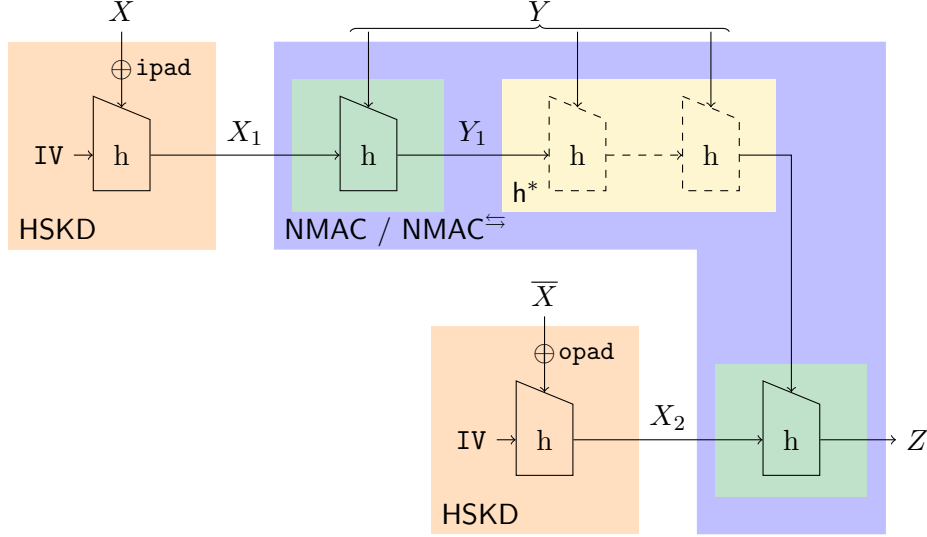 X Y
ipad
IV h X₁ h Y₁ h h
h*
HSKD NMAC / NMAC⇆
X̅
opad
IV h X₂ h Z
HSKD